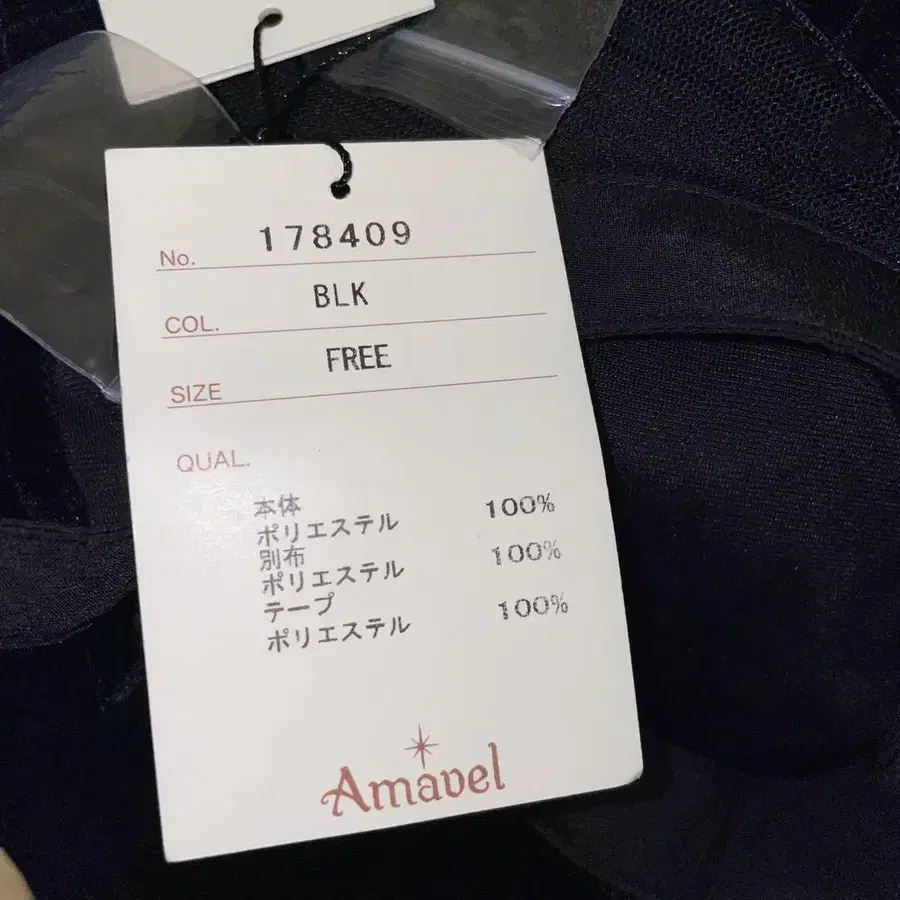 No. 178409
COL. BLK
SIZE FREE
QUAL.
本体
ポリエステル 100%
別布
ポリエステル 100%
テープ
ポリエステル 100%
Amavel